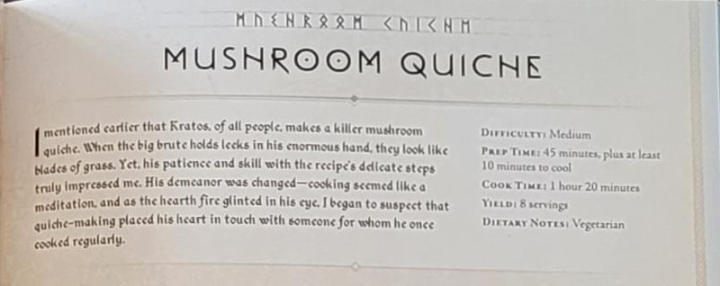 ᛖᚢᛊᚺᚱᛟᛟᛖ ᚲᚢᛁᚲᚺᛖ
MUSHROOM QUICHE
I mentioned earlier that Kratos, of all people, makes a killer mushroom
quiche. When the big brute holds leeks in his enormous hand, they look like
blades of grass. Yet, his patience and skill with the recipe's delicate steps
truly impressed me. His demeanor was changed—cooking seemed like a
meditation, and as the hearth fire glinted in his eye, I began to suspect that
quiche-making placed his heart in touch with someone for whom he once
cooked regularly.
DIFFICULTY: Medium
PREP TIME: 45 minutes, plus at least
10 minutes to cool
COOK TIME: 1 hour 20 minutes
YIELD: 8 servings
DIETARY NOTES: Vegetarian